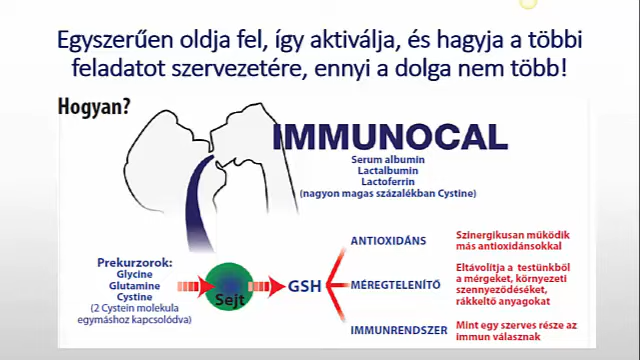 Egyszerűen oldja fel, így aktiválja, és hagyja a többi
feladatot szervezetére, ennyi a dolga nem több!
Hogyan?
IMMUNOCAL
Serum albumin
Lactalbumin
Lactoferrin
(nagyon magas százalékban Cystine)
Prekurzorok:
Glycine
Glutamine
Cystine
(2 Cystein molekula
egymáshoz kapcsolódva)
Sejt
GSH
ANTIOXIDÁNS
Szinergikusan működik
más antioxidánsokkal
MÉREGTELENÍTŐ
Eltávolítja a testünkből
a mérgeket, környezeti
szennyeződéseket,
rákkeltő anyagokat
IMMUNRENDSZER
Mint egy szerves része az
immun válasznak